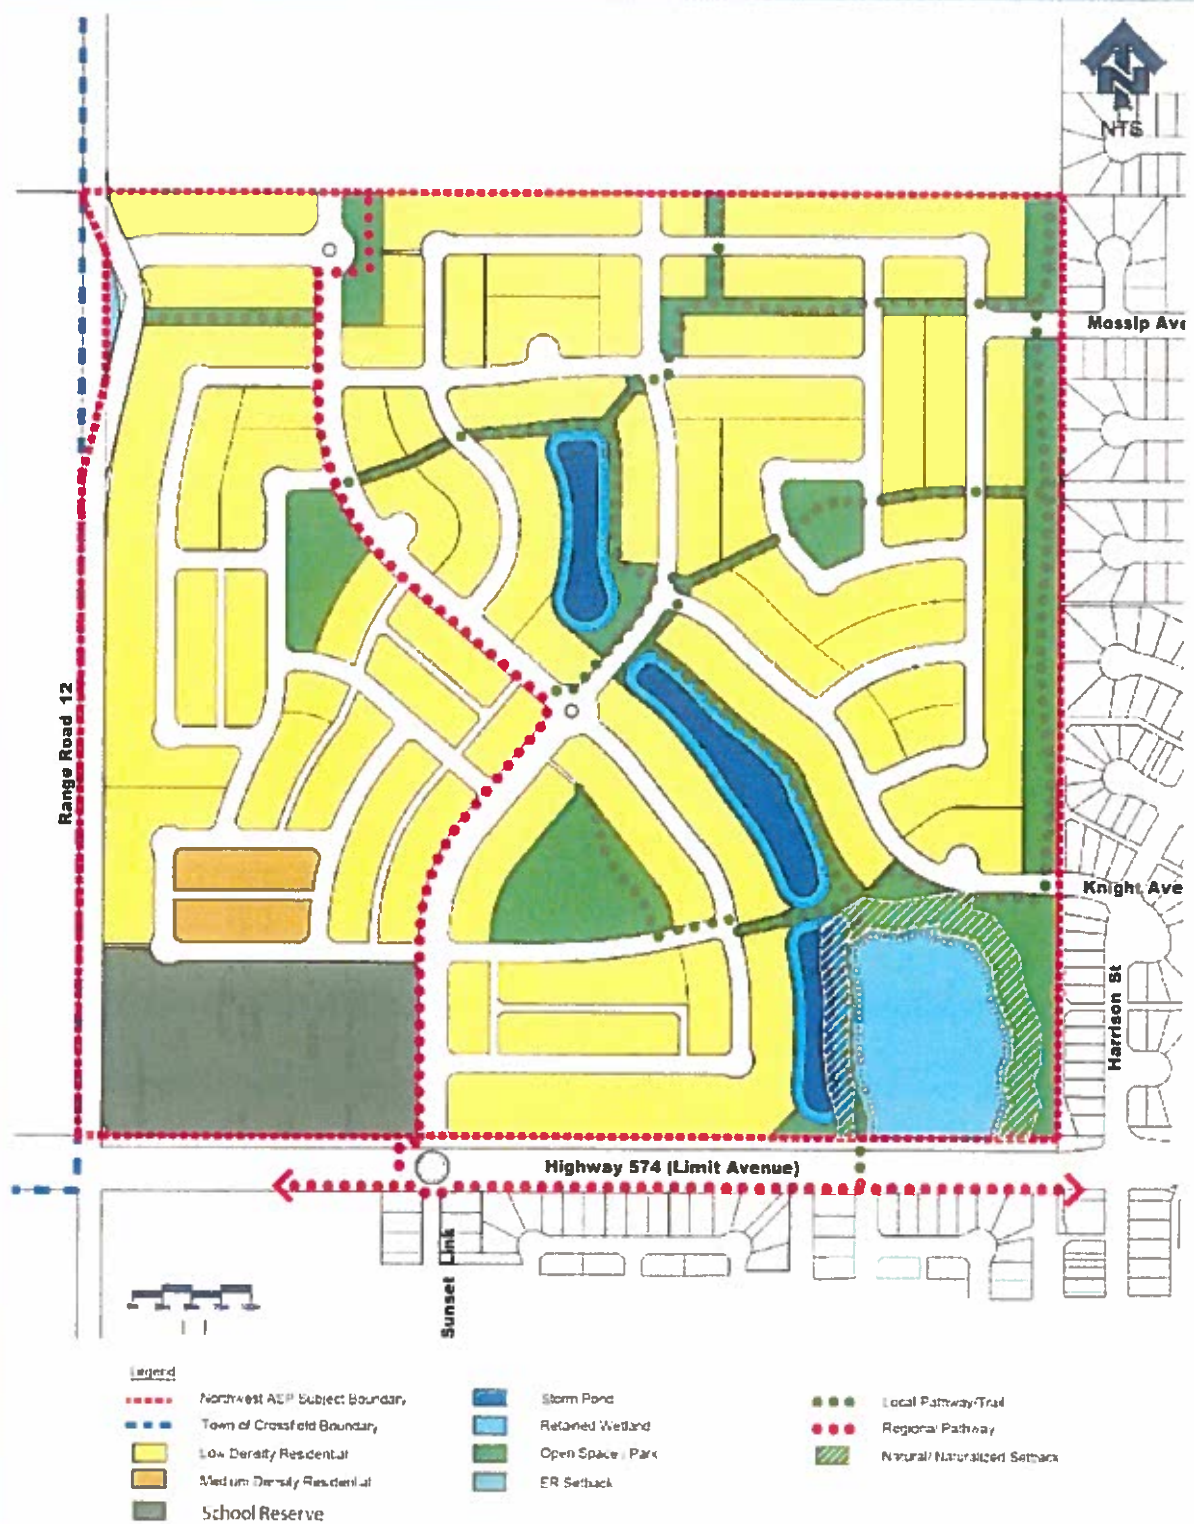 NTS
Mossip Ave
Range Road 12
Knight Ave
Harrison St
Highway 574 (Limit Avenue)
Sunset Link
Legend
Northwest ASP Subject Boundary
Town of Crossfield Boundary
Low Density Residential
Medium Density Residential
School Reserve
Storm Pond
Retained Wetland
Open Space / Park
ER Setback
Local Pathway/Trail
Regional Pathway
Natural/ Naturalized Setback